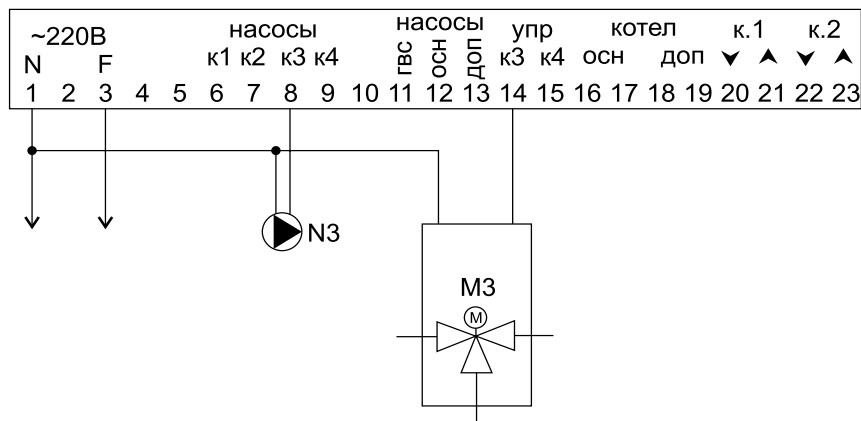 ~220В насосы насосы упр котел к.1 к.2
N F к1 к2 к3 к4 гвс осн доп к3 к4 осн доп
1 2 3 4 5 6 7 8 9 10 11 12 13 14 15 16 17 18 19 20 21 22 23
N3
М3
М